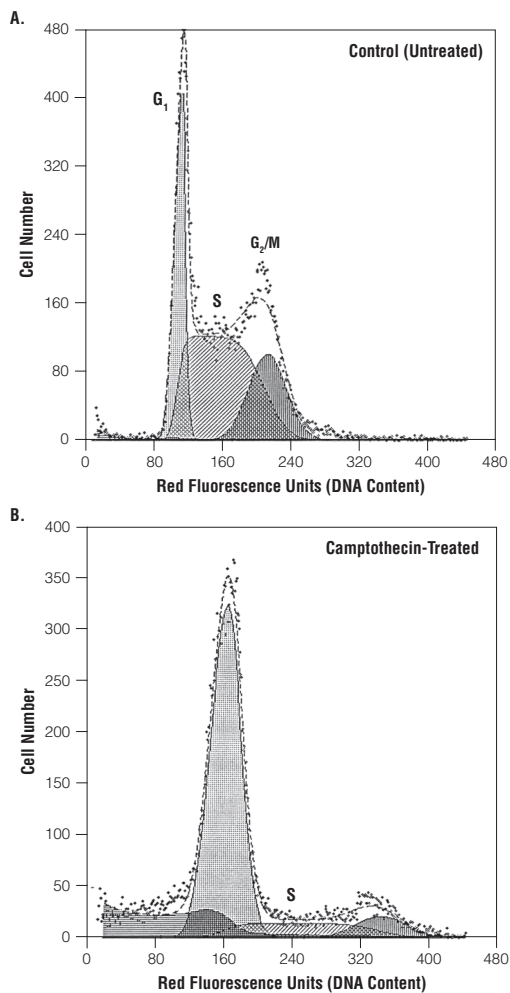 A.
Control (Untreated)
G1
G2/M
S
Cell Number
480
400
320
240
160
80
0
0 80 160 240 320 400 480
Red Fluorescence Units (DNA Content)
B.
Camptothecin-Treated
S
Cell Number
400
350
300
250
200
150
100
50
0
0 80 160 240 320 400 480
Red Fluorescence Units (DNA Content)